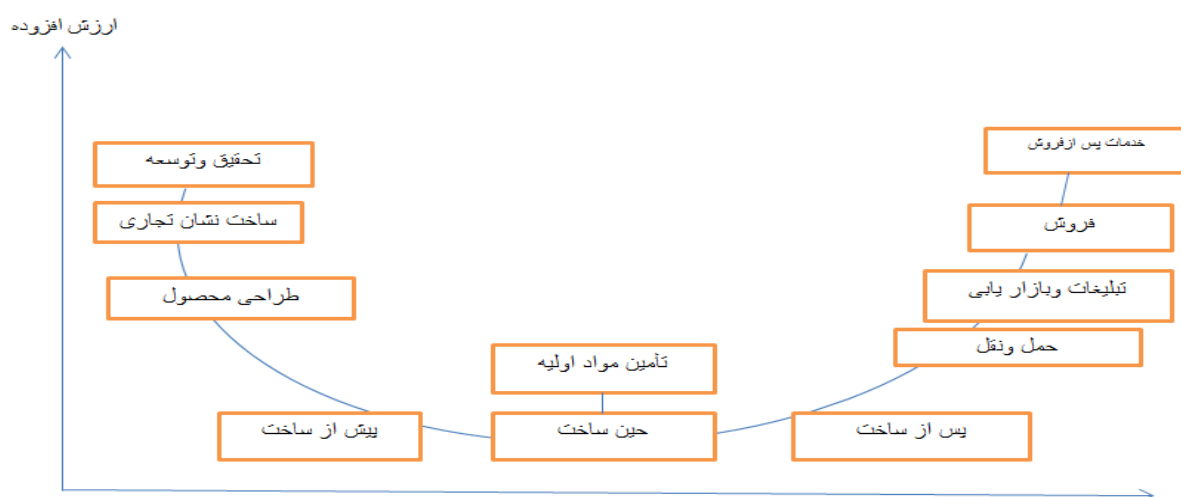 ارزش افزوده
تحقیق وتوسعه
خدمات پس ازفروش
ساخت نشان تجاری
فروش
طراحی محصول
تبلیغات وبازار یابی
حمل ونقل
تأمین مواد اولیه
پیش از ساخت
حین ساخت
پس از ساخت